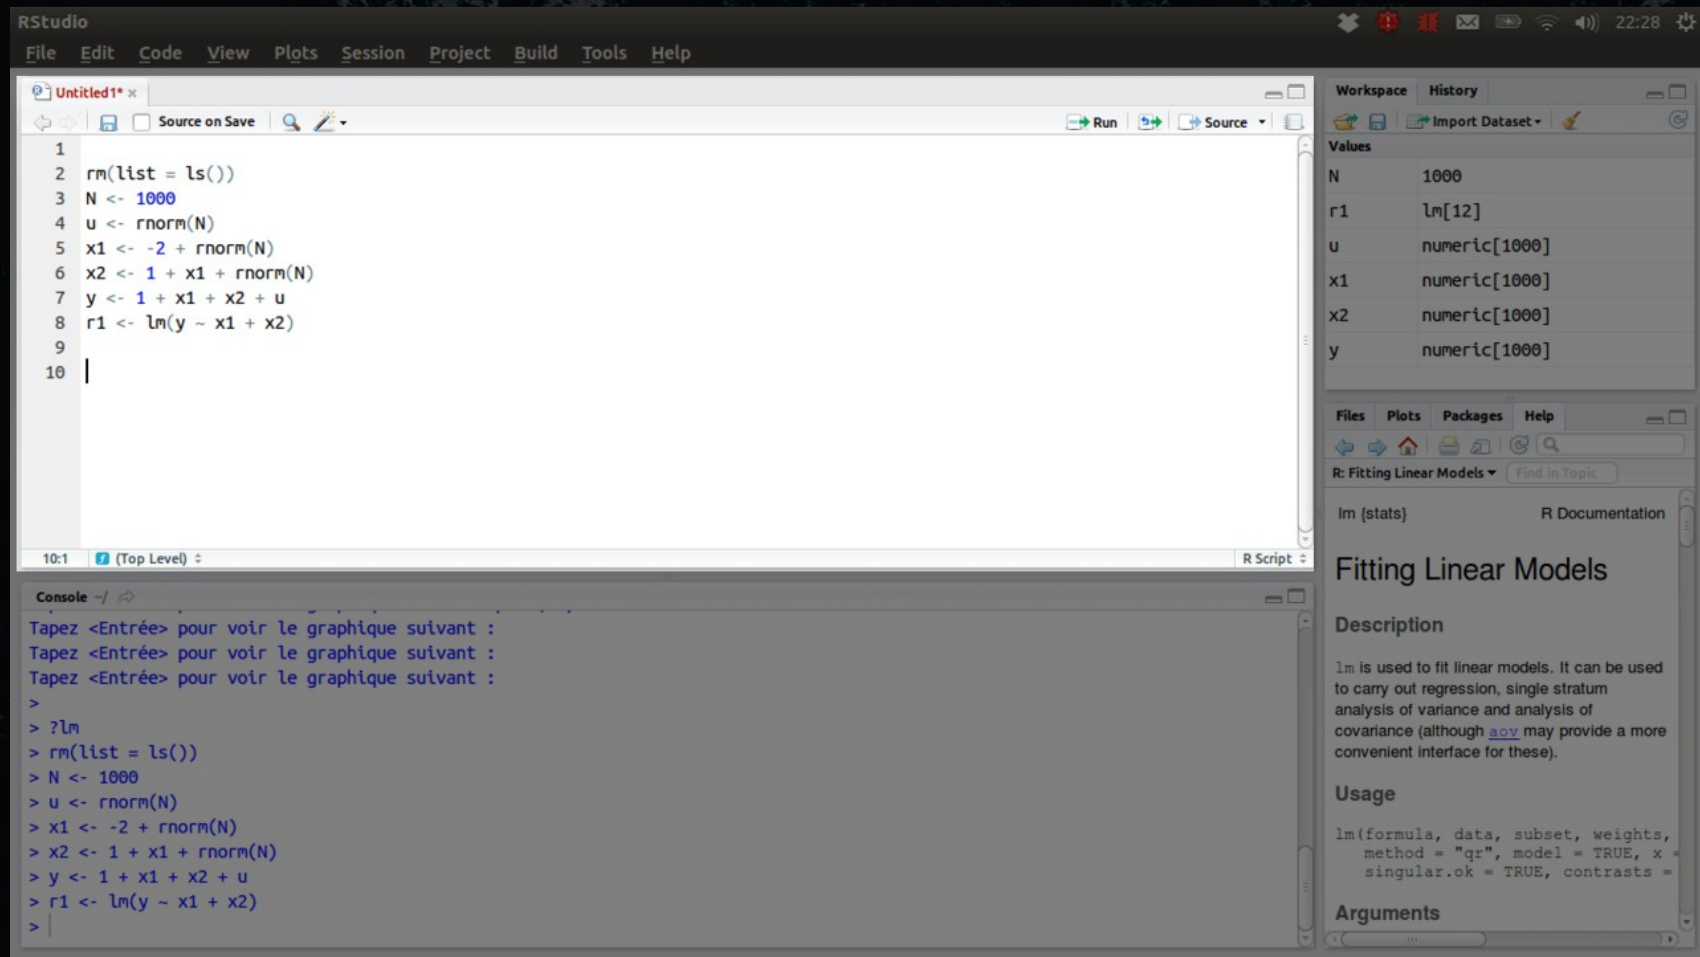 RStudio
22:28
File Edit Code View Plots Session Project Build Tools Help
Untitled1* ×
Source on Save Run Source
1
2 rm(list = ls())
3 N <- 1000
4 u <- rnorm(N)
5 x1 <- -2 + rnorm(N)
6 x2 <- 1 + x1 + rnorm(N)
7 y <- 1 + x1 + x2 + u
8 r1 <- lm(y ~ x1 + x2)
9
10
10:1 (Top Level) R Script
Console ~/
Tapez <Entrée> pour voir le graphique suivant :
Tapez <Entrée> pour voir le graphique suivant :
Tapez <Entrée> pour voir le graphique suivant :
>
> ?lm
> rm(list = ls())
> N <- 1000
> u <- rnorm(N)
> x1 <- -2 + rnorm(N)
> x2 <- 1 + x1 + rnorm(N)
> y <- 1 + x1 + x2 + u
> r1 <- lm(y ~ x1 + x2)
>
Workspace History
Import Dataset
Values
N 1000
r1 lm[12]
u numeric[1000]
x1 numeric[1000]
x2 numeric[1000]
y numeric[1000]
Files Plots Packages Help
R: Fitting Linear Models Find in Topic
lm {stats} R Documentation
Fitting Linear Models
Description
lm is used to fit linear models. It can be used
to carry out regression, single stratum
analysis of variance and analysis of
covariance (although aov may provide a more
convenient interface for these).
Usage
lm(formula, data, subset, weights,
method = "qr", model = TRUE, x =
singular.ok = TRUE, contrasts =
Arguments